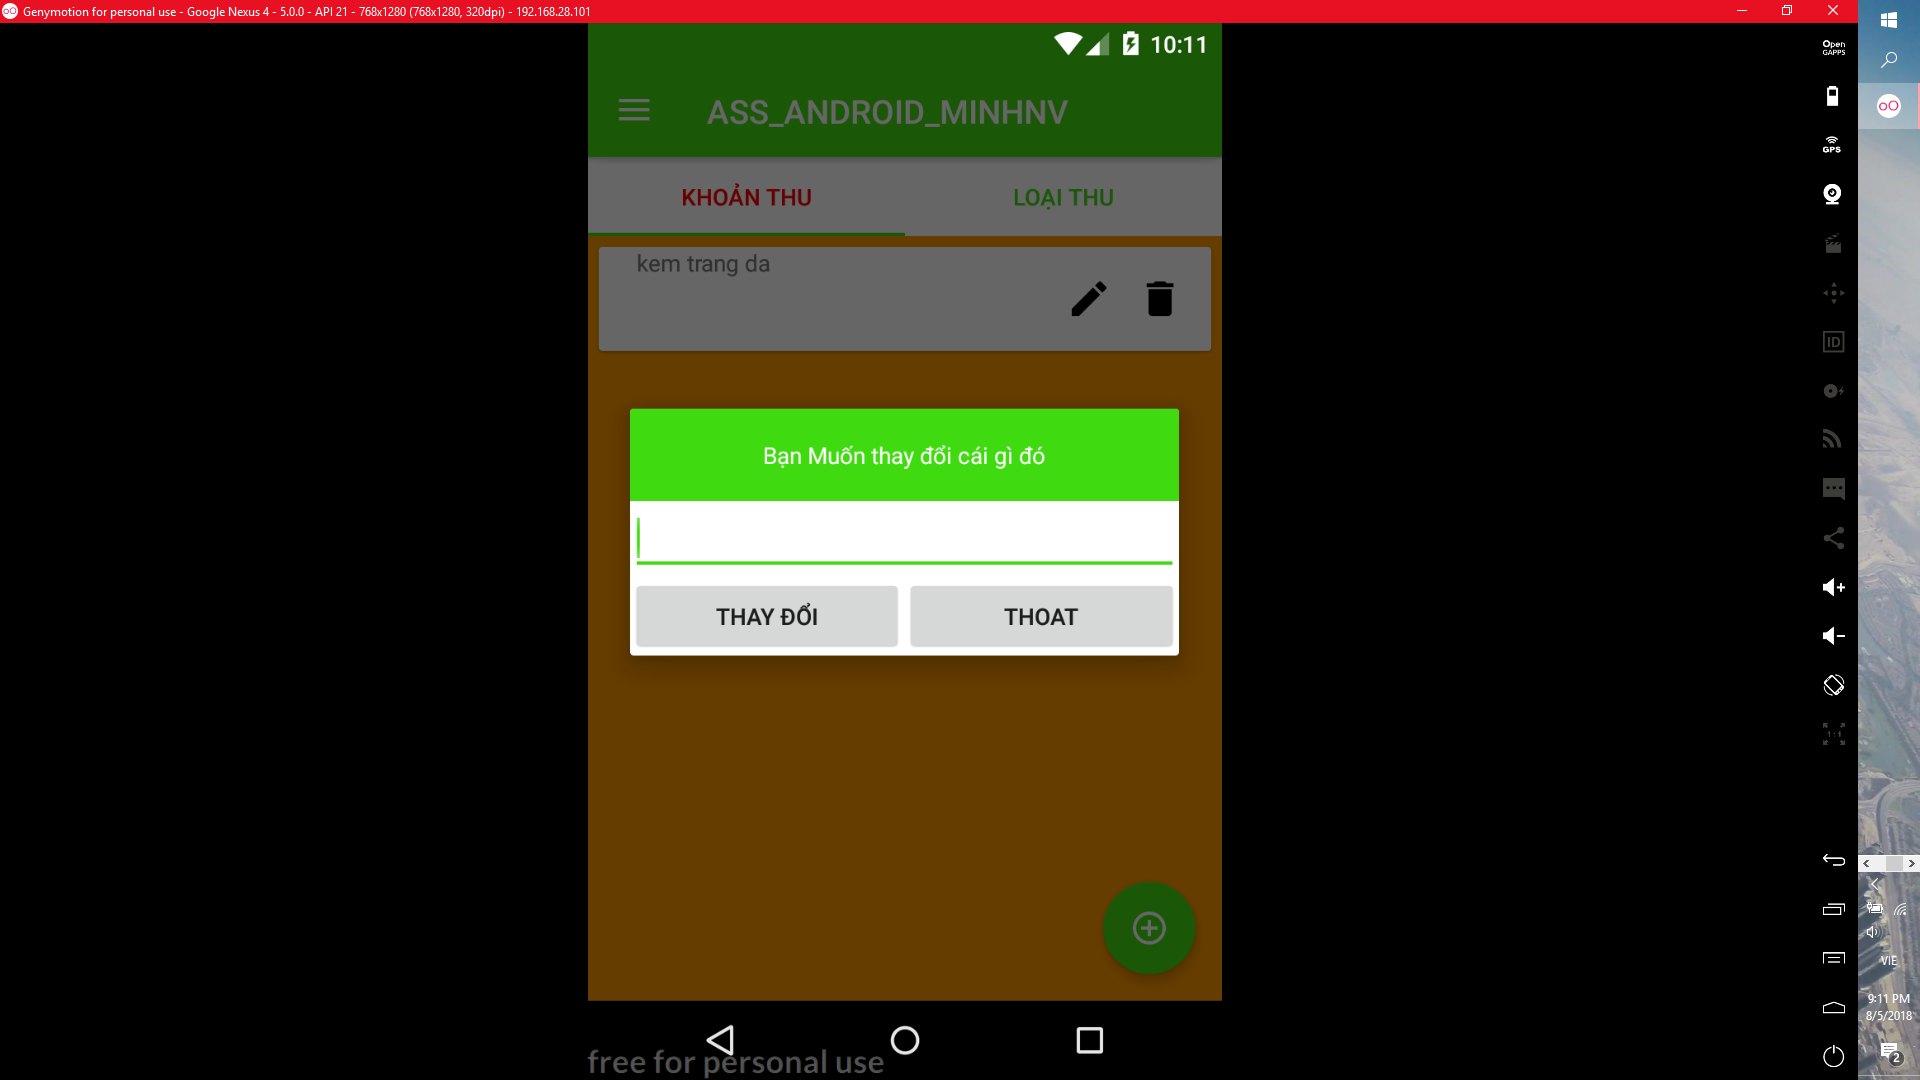 Genymotion for personal use - Google Nexus 4 - 5.0.0 - API 21 - 768x1280 (768x1280, 320dpi) - 192.168.28.101
10:11
ASS_ANDROID_MINHNV
KHOẢN THU
LOẠI THU
kem trang da
Bạn Muốn thay đổi cái gì đó
THAY ĐỔI
THOAT
free for personal use
Open
GAPPS
GPS
ID
1:1
VIE
9:11 PM
8/5/2018
2